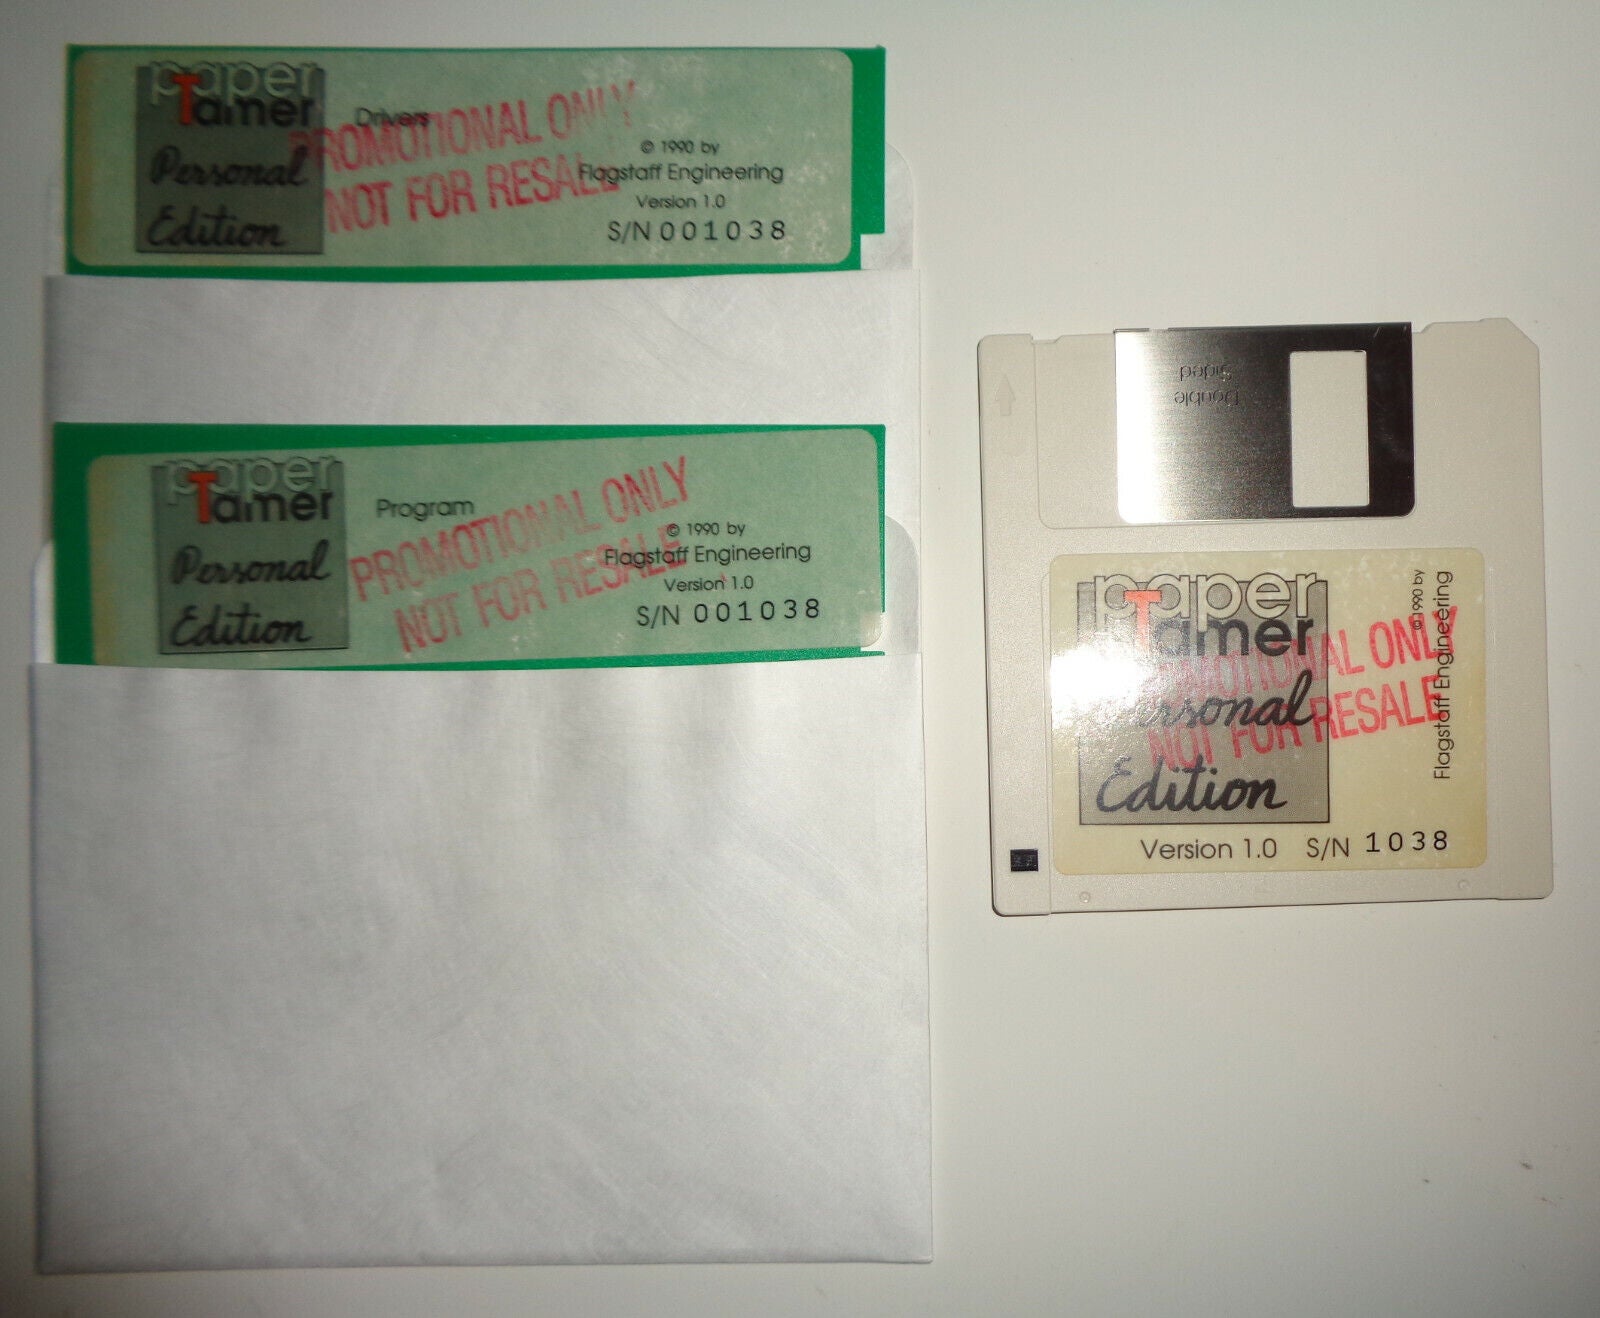 paper
Tamer
Personal
Edition
Drivers
PROMOTIONAL ONLY
NOT FOR RESALE
© 1990 by
Flagstaff Engineering
Version 1.0
S/N 001038
paper
Tamer
Personal
Edition
Program
PROMOTIONAL ONLY
NOT FOR RESALE
© 1990 by
Flagstaff Engineering
Version 1.0
S/N 001038
Double
Sided
paper
Tamer
Personal
Edition
PROMOTIONAL ONLY
NOT FOR RESALE
© 1990 by
Flagstaff Engineering
Version 1.0 S/N 1038